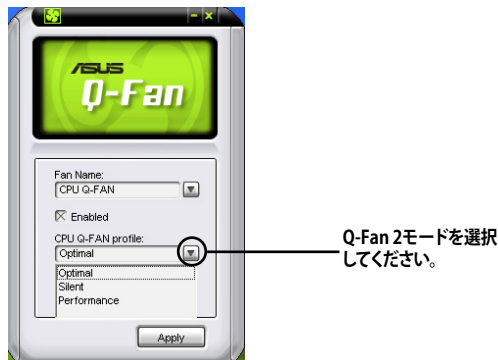 ASUS
Q-Fan
Fan Name:
CPU Q-FAN
Enabled
CPU Q-FAN profile:
Optimal
Optimal
Silent
Performance
Apply
Q-Fan 2モードを選択
してください。